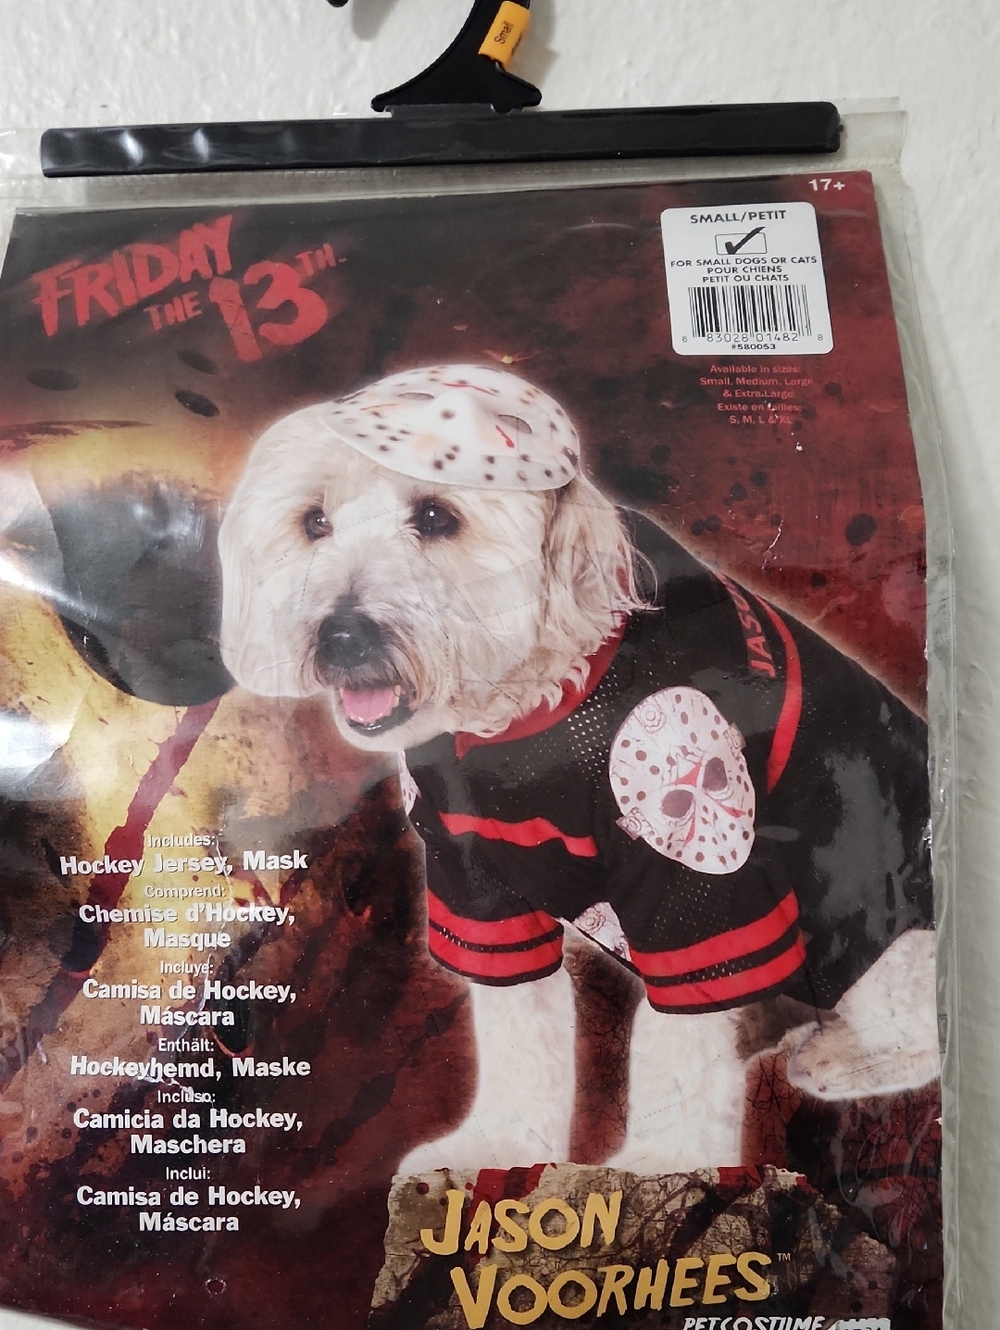 Small
17+
FRIDAY
THE 13TH
SMALL/PETIT
FOR SMALL DOGS OR CATS
POUR CHIENS
PETIT OU CHATS
6 83028 01482 8
#580053
Available in sizes:
Small, Medium, Large
& Extra Large
Existe en tailles:
S, M, L & XL
Includes:
Hockey Jersey, Mask
Comprend:
Chemise d'Hockey,
Masque
Incluye:
Camisa de Hockey,
Máscara
Enthält:
Hockeyhemd, Maske
Incluso:
Camicia da Hockey,
Maschera
Inclui:
Camisa de Hockey,
Máscara
JASON
VOORHEES™
PET COSTUME